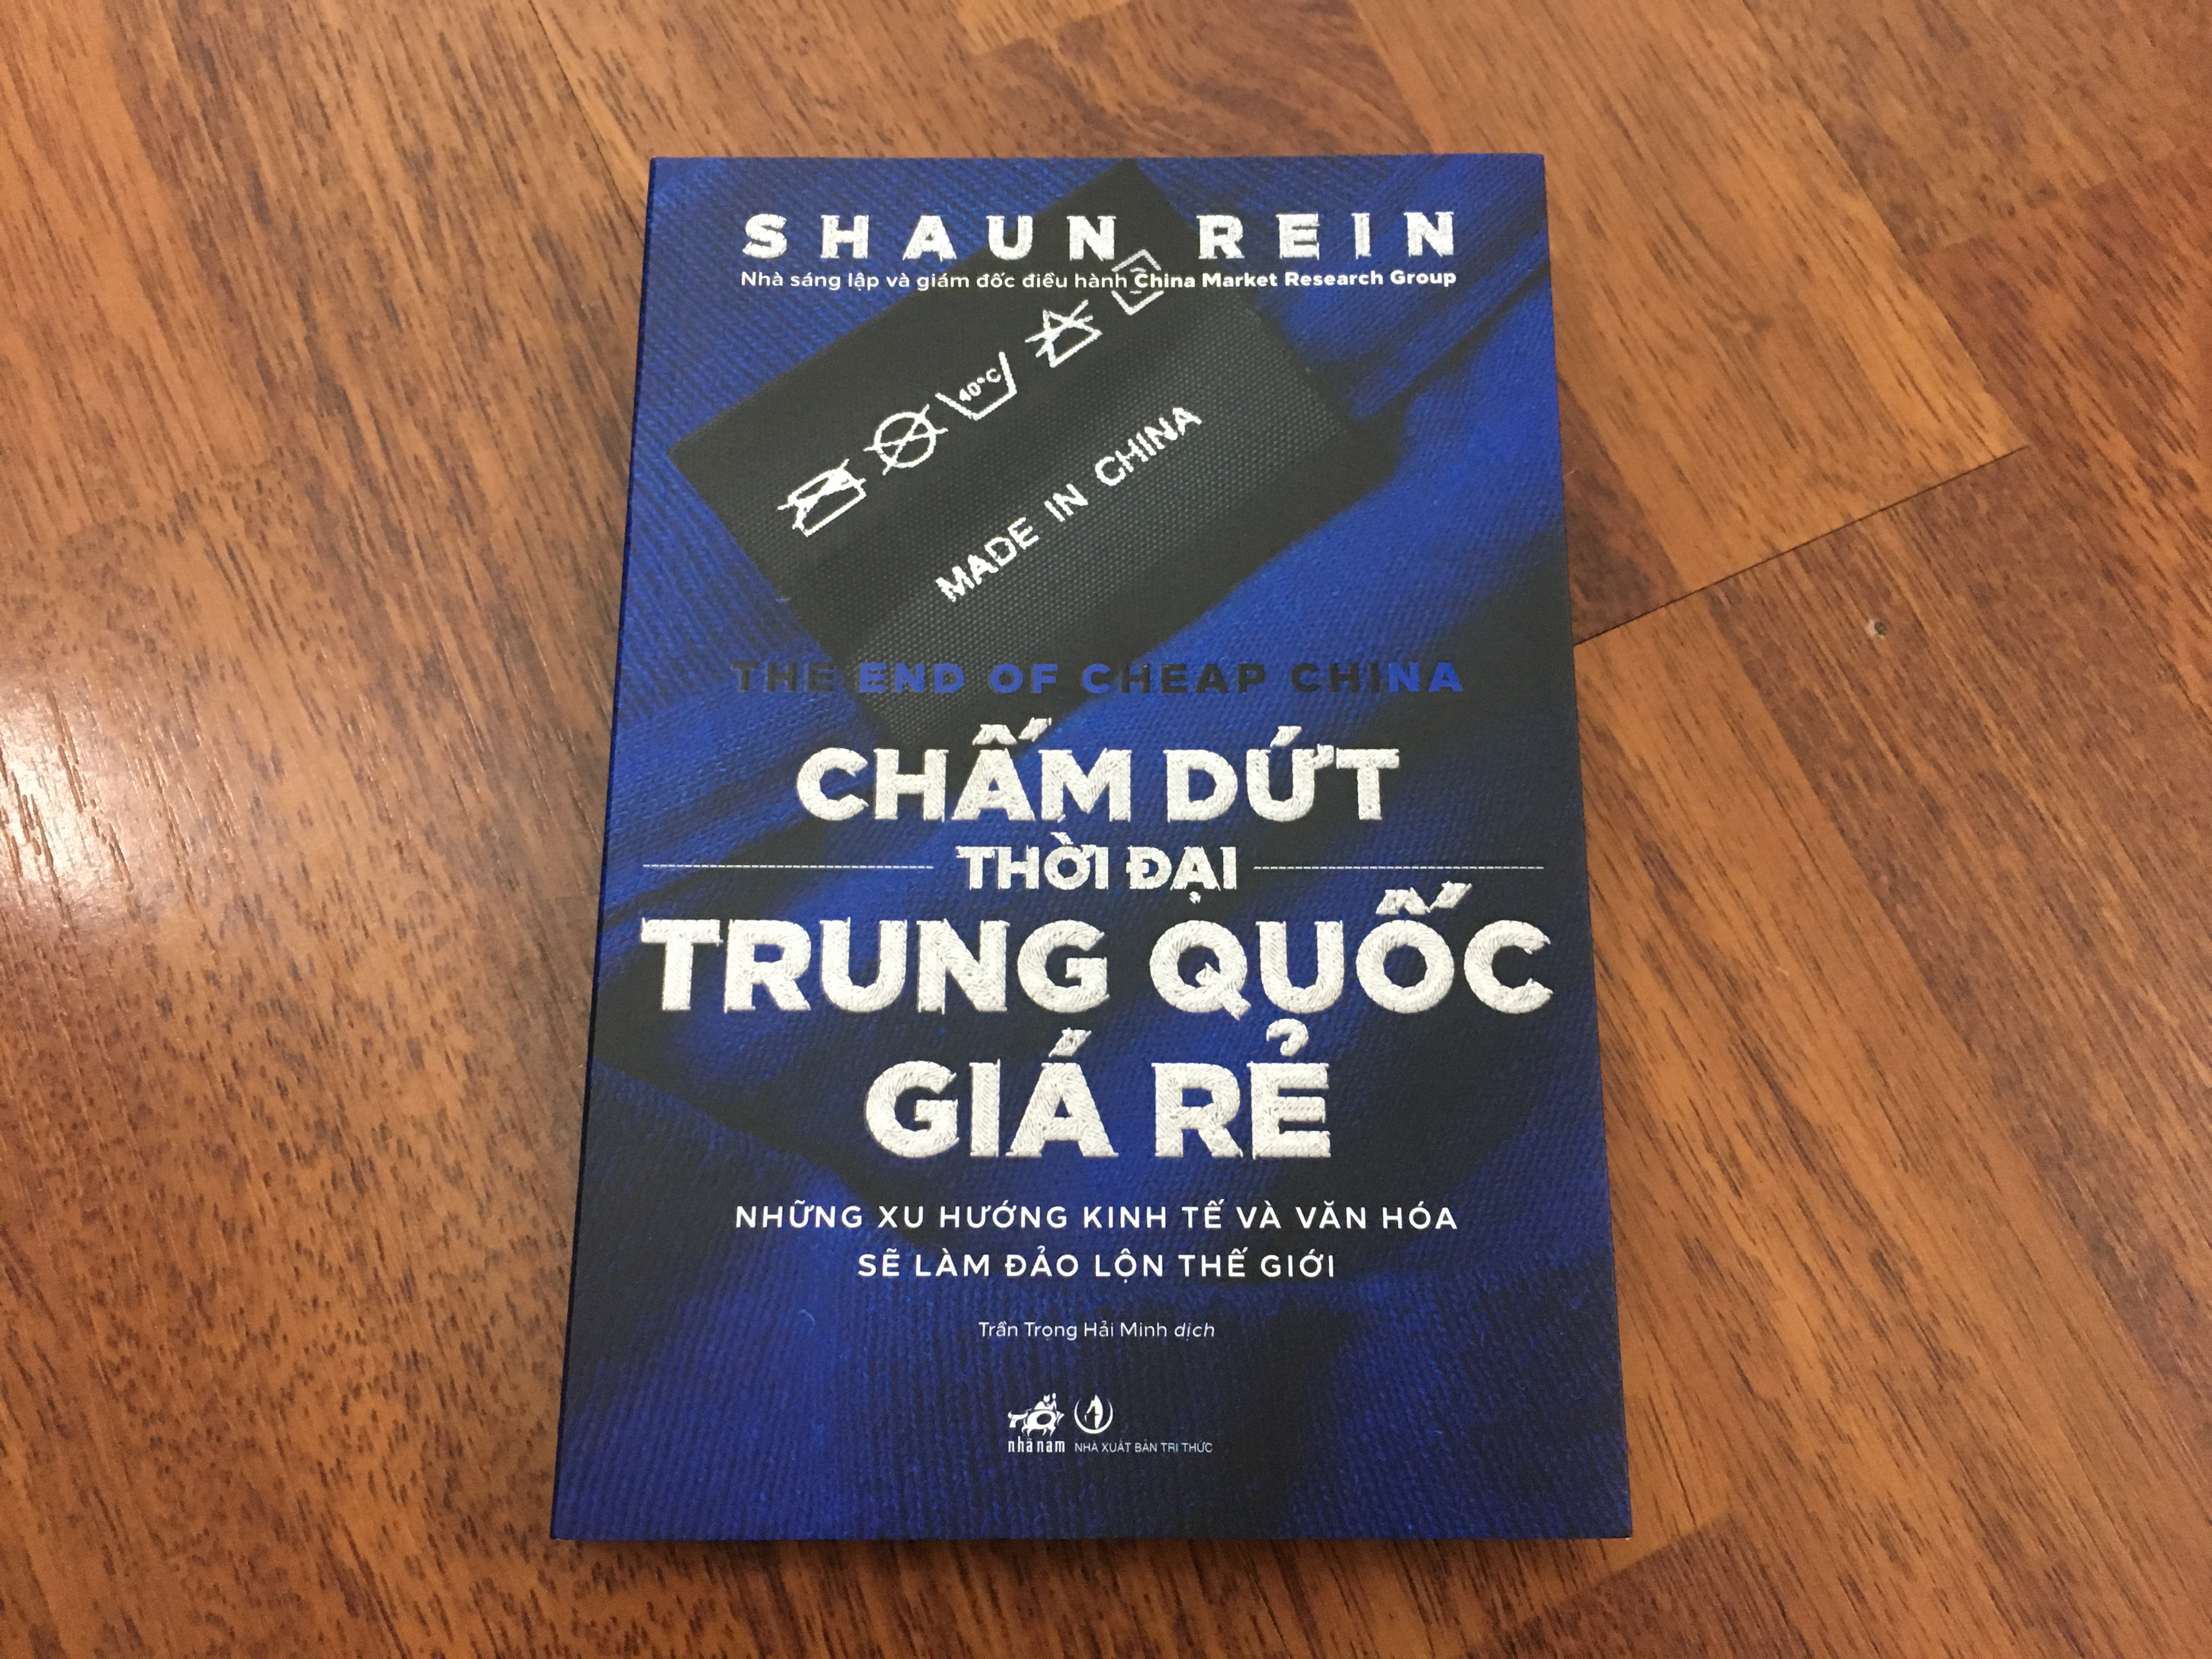 SHAUN REIN
Nhà sáng lập và giám đốc điều hành China Market Research Group
40°C
MADE IN CHINA
THE END OF CHEAP CHINA
CHẤM DỨT
THỜI ĐẠI
TRUNG QUỐC
GIÁ RẺ
NHỮNG XU HƯỚNG KINH TẾ VÀ VĂN HÓA
SẼ LÀM ĐẢO LỘN THẾ GIỚI
Trần Trọng Hải Minh dịch
nhã nam NHÀ XUẤT BẢN TRI THỨC